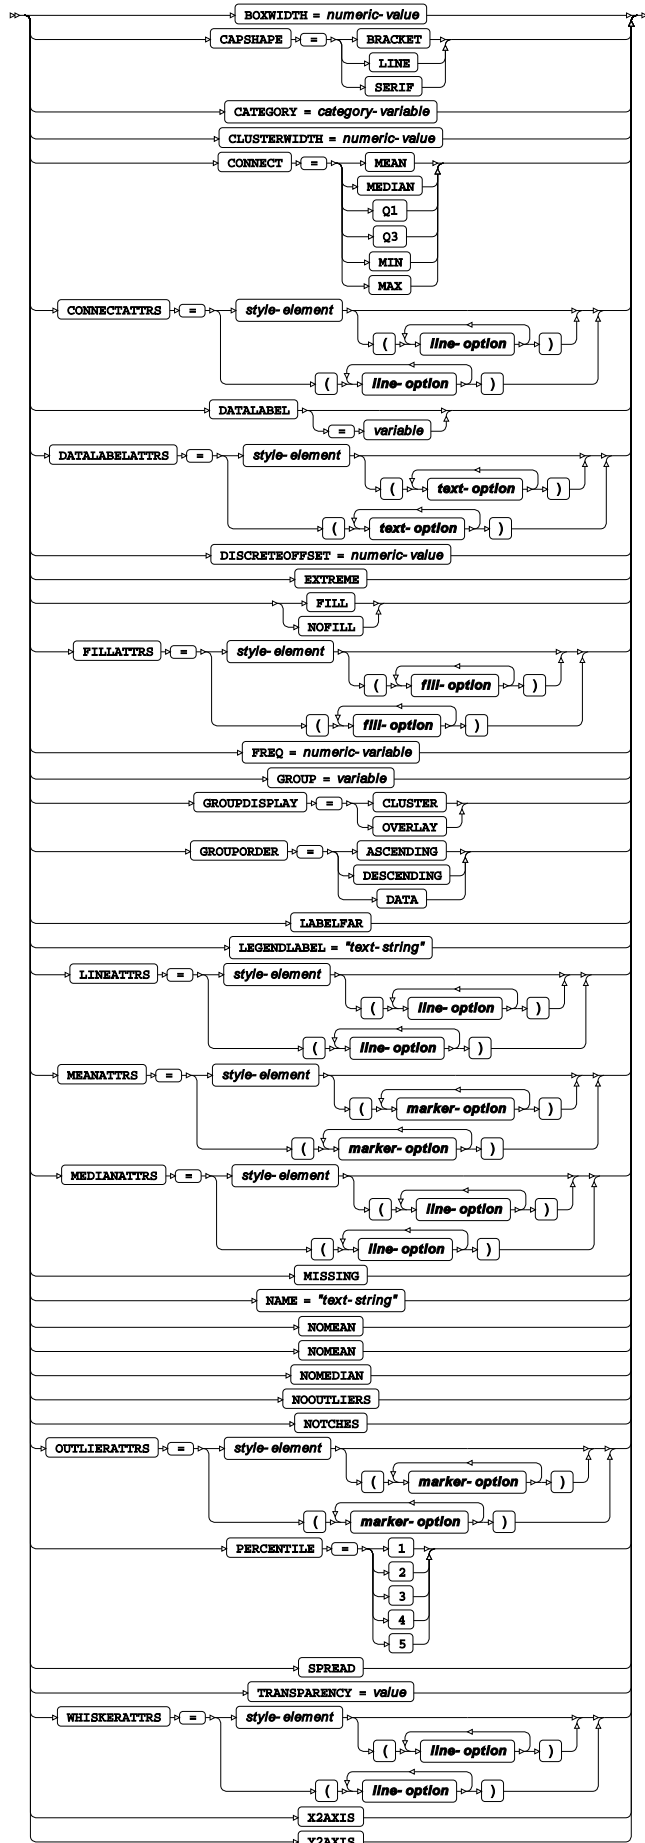 BOXWIDTH = numeric-value
CAPSHAPE = BRACKET
LINE
SERIF
CATEGORY = category-variable
CLUSTERWIDTH = numeric-value
CONNECT = MEAN
MEDIAN
Q1
Q3
MIN
MAX
CONNECTATTRS = style-element
( line-option )
( line-option )
DATALABEL
= variable
DATALABELATTRS = style-element
( text-option )
( text-option )
DISCRETEOFFSET = numeric-value
EXTREME
FILL
NOFILL
FILLATTRS = style-element
( fill-option )
( fill-option )
FREQ = numeric-variable
GROUP = variable
GROUPDISPLAY = CLUSTER
OVERLAY
GROUPORDER = ASCENDING
DESCENDING
DATA
LABELFAR
LEGENDLABEL = "text-string"
LINEATTRS = style-element
( line-option )
( line-option )
MEANATTRS = style-element
( marker-option )
( marker-option )
MEDIANATTRS = style-element
( line-option )
( line-option )
MISSING
NAME = "text-string"
NOMEAN
NOMEAN
NOMEDIAN
NOOUTLIERS
NOTCHES
OUTLIERATTRS = style-element
( marker-option )
( marker-option )
PERCENTILE = 1
2
3
4
5
SPREAD
TRANSPARENCY = value
WHISKERATTRS = style-element
( line-option )
( line-option )
X2AXIS
Y2AXIS